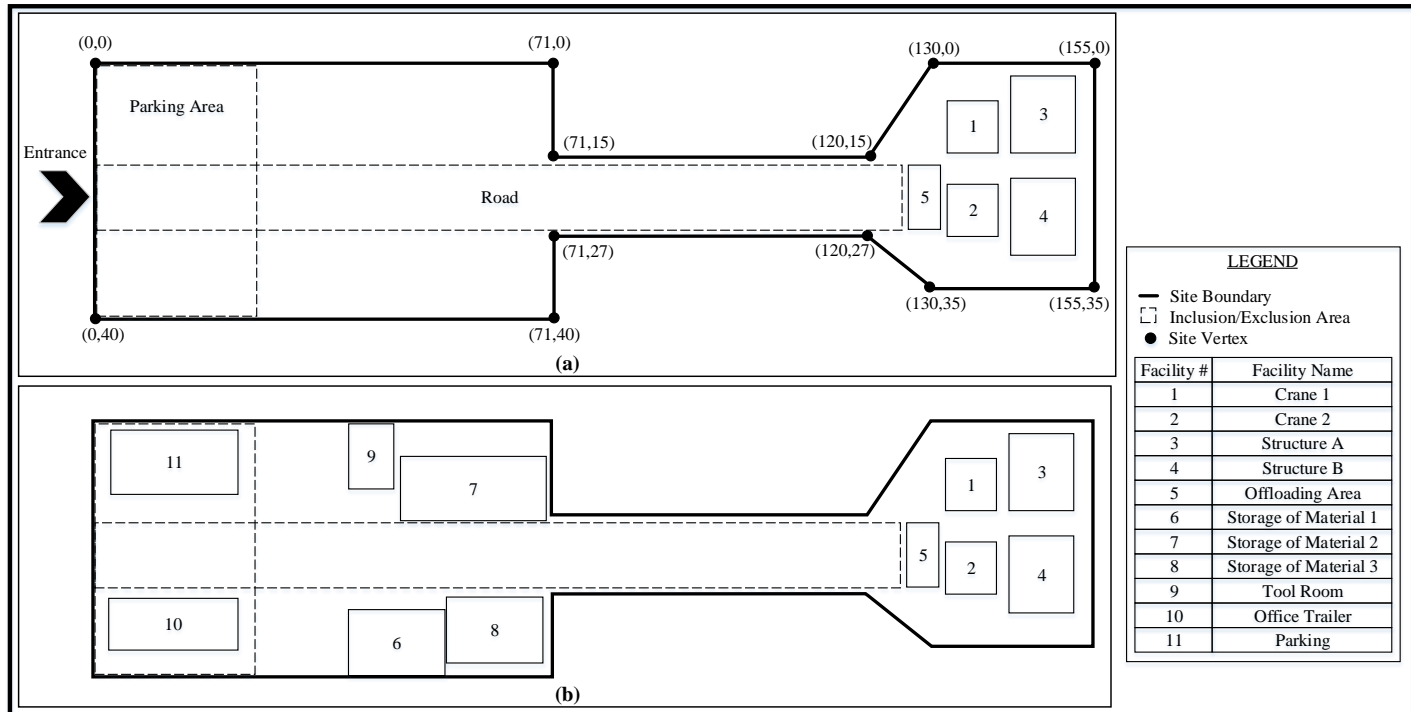 (0,0)
(71,0)
(130,0)
(155,0)
Parking Area
1
3
Entrance
(71,15)
(120,15)
Road
5
2
4
(71,27)
(120,27)
(130,35)
(155,35)
(0,40)
(71,40)
(a)
11
9
7
1
3
5
2
4
10
6
8
(b)
LEGEND
Site Boundary
Inclusion/Exclusion Area
Site Vertex
Facility # Facility Name
1 Crane 1
2 Crane 2
3 Structure A
4 Structure B
5 Offloading Area
6 Storage of Material 1
7 Storage of Material 2
8 Storage of Material 3
9 Tool Room
10 Office Trailer
11 Parking